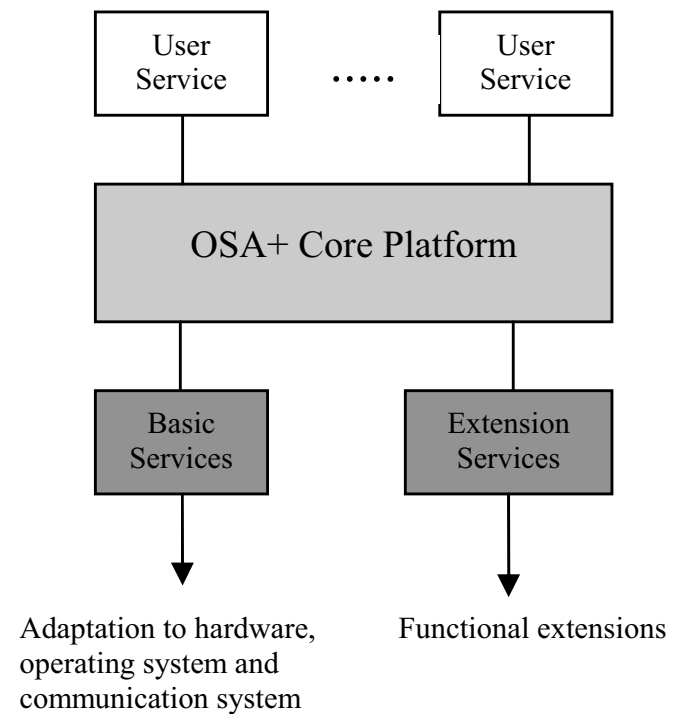 User
Service
.....
User
Service
OSA+ Core Platform
Basic
Services
Extension
Services
Adaptation to hardware,
operating system and
communication system
Functional extensions